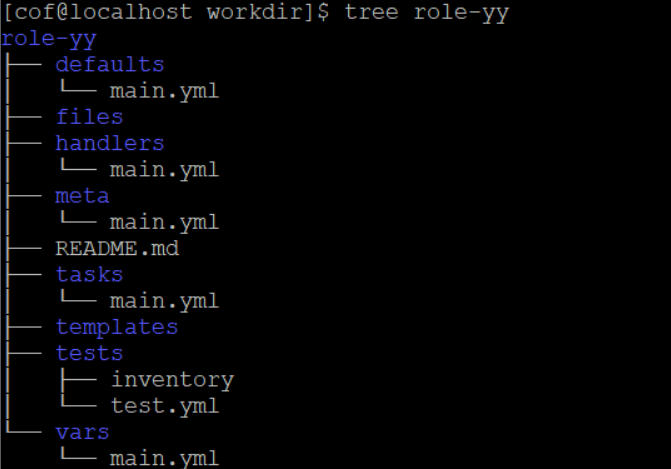 [cof@localhost workdir]$ tree role-yy
role-yy
├── defaults
│   └── main.yml
├── files
├── handlers
│   └── main.yml
├── meta
│   └── main.yml
├── README.md
├── tasks
│   └── main.yml
├── templates
├── tests
│   ├── inventory
│   └── test.yml
└── vars
    └── main.yml